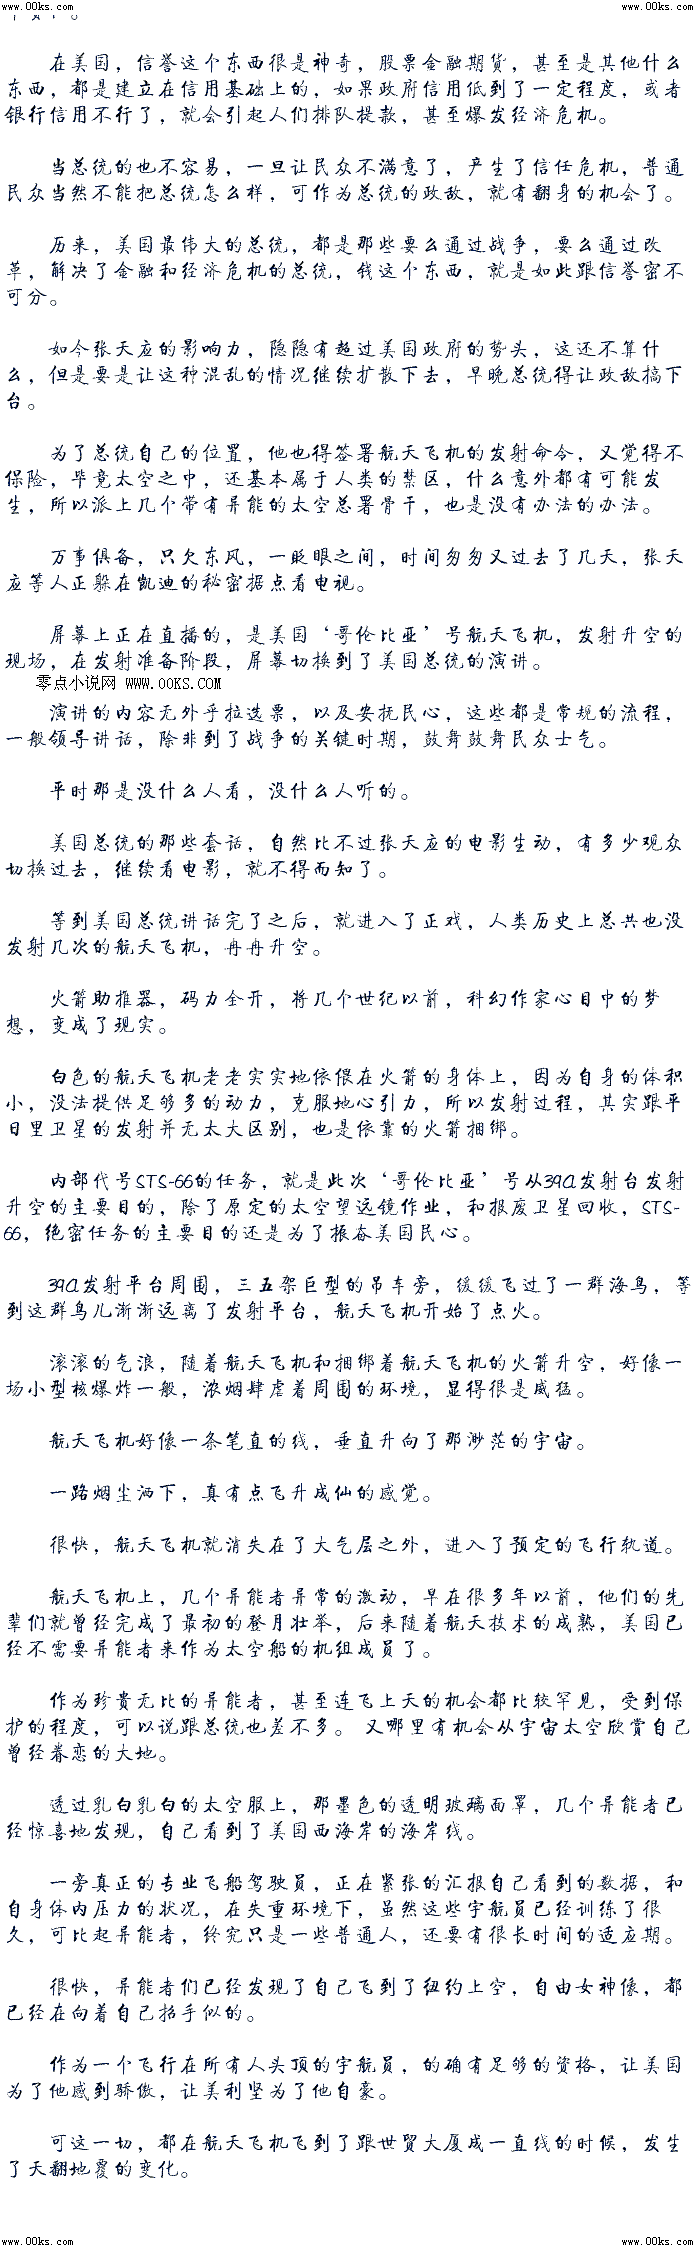 www.00ks.com www.00ks.com
在美国，信誉这个东西很是神奇，股票金融期货，甚至是其他什么
东西，都是建立在信用基础上的，如果政府信用低到了一定程度，或者
银行信用不行了，就会引起人们排队提款，甚至爆发经济危机。
当总统的也不容易，一旦让民众不满意了，产生了信任危机，普通
民众当然不能把总统怎么样，可作为总统的政敌，就有翻身的机会了。
历来，美国最伟大的总统，都是那些要么通过战争，要么通过改
革，解决了金融和经济危机的总统，钱这个东西，就是如此跟信誉密不
可分。
如今张天应的影响力，隐隐有超过美国政府的势头，这还不算什
么，但是要是让这种混乱的情况继续扩散下去，早晚总统得让政敌搞下
台。
为了总统自己的位置，他也得签署航天飞机的发射命令，又觉得不
保险，毕竟太空之中，还基本属于人类的禁区，什么意外都有可能发
生，所以派上几个带有异能的太空总署骨干，也是没有办法的办法。
万事俱备，只欠东风，一眨眼之间，时间匆匆又过去了几天，张天
应等人正躲在凯迪的秘密据点看电视。
屏幕上正在直播的，是美国‘哥伦比亚’号航天飞机，发射升空的
现场，在发射准备阶段，屏幕切换到了美国总统的演讲。
零点小说网 www.00KS.COM
演讲的内容无外乎拉选票，以及安抚民心，这些都是常规的流程，
一般领导讲话，除非到了战争的关键时期，鼓舞鼓舞民众士气。
平时那是没什么人看，没什么人听的。
美国总统的那些套话，自然比不过张天应的电影生动，有多少观众
切换过去，继续看电影，就不得而知了。
等到美国总统讲话完了之后，就进入了正戏，人类历史上总共也没
发射几次的航天飞机，冉冉升空。
火箭助推器，码力全开，将几个世纪以前，科幻作家心目中的梦
想，变成了现实。
白色的航天飞机老老实实地依偎在火箭的身体上，因为自身的体积
小，没法提供足够多的动力，克服地心引力，所以发射过程，其实跟平
日里卫星的发射并无太大区别，也是依靠的火箭捆绑。
内部代号STS-66的任务，就是此次‘哥伦比亚’号从39A发射台发射
升空的主要目的，除了原定的太空望远镜作业，和报废卫星回收，STS-
66，绝密任务的主要目的还是为了振奋美国民心。
39A发射平台周围，三五架巨型的吊车旁，缓缓飞过了一群海鸟，等
到这群鸟儿渐渐远离了发射平台，航天飞机开始了点火。
滚滚的气浪，随着航天飞机和捆绑着航天飞机的火箭升空，好像一
场小型核爆炸一般，浓烟肆虐着周围的环境，显得很是威猛。
航天飞机好像一条笔直的线，垂直升向了那渺茫的宇宙。
一路烟尘洒下，真有点飞升成仙的感觉。
很快，航天飞机就消失在了大气层之外，进入了预定的飞行轨道。
航天飞机上，几个异能者异常的激动，早在很多年以前，他们的先
辈们就曾经完成了最初的登月壮举，后来随着航天技术的成熟，美国已
经不需要异能者来作为太空船的机组成员了。
作为珍贵无比的异能者，甚至连飞上天的机会都比较罕见，受到保
护的程度，可以说跟总统也差不多。 又哪里有机会从宇宙太空欣赏自己
曾经眷恋的大地。
透过乳白乳白的太空服上，那墨色的透明玻璃面罩，几个异能者已
经惊喜地发现，自己看到了美国西海岸的海岸线。
一旁真正的专业飞船驾驶员，正在紧张的汇报自己看到的数据，和
自身体内压力的状况，在失重环境下，虽然这些宇航员已经训练了很
久，可比起异能者，终究只是一些普通人，还要有很长时间的适应期。
很快，异能者们已经发现了自己飞到了纽约上空，自由女神像，都
已经在向着自己招手似的。
作为一个飞行在所有人头顶的宇航员，的确有足够的资格，让美国
为了他感到骄傲，让美利坚为了他自豪。
可这一切，都在航天飞机飞到了跟世贸大厦成一直线的时候，发生
了天翻地覆的变化。
www.00ks.com www.00ks.com